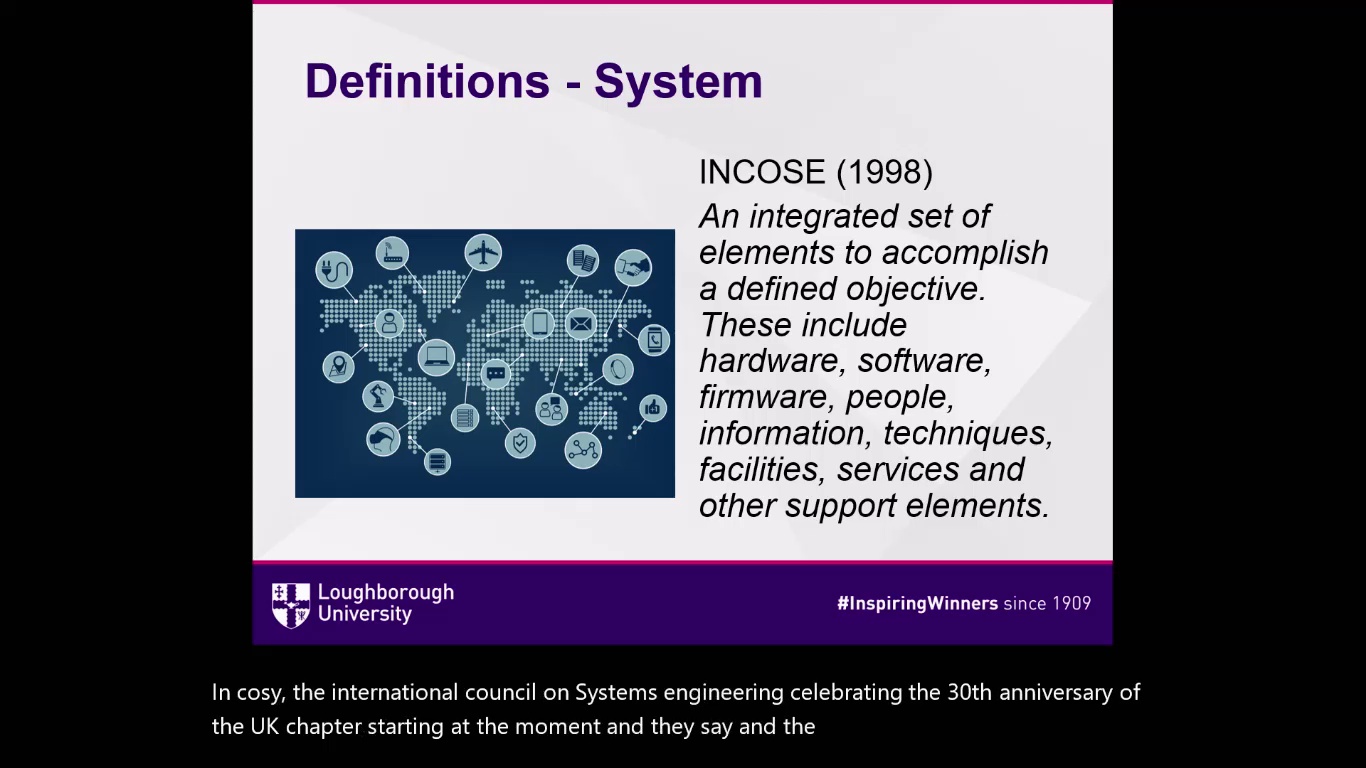 Definitions - System
INCOSE (1998)
An integrated set of
elements to accomplish
a defined objective.
These include
hardware, software,
firmware, people,
information, techniques,
facilities, services and
other support elements.
Loughborough
University
#InspiringWinners since 1909
In cosy, the international council on Systems engineering celebrating the 30th anniversary of
the UK chapter starting at the moment and they say and the